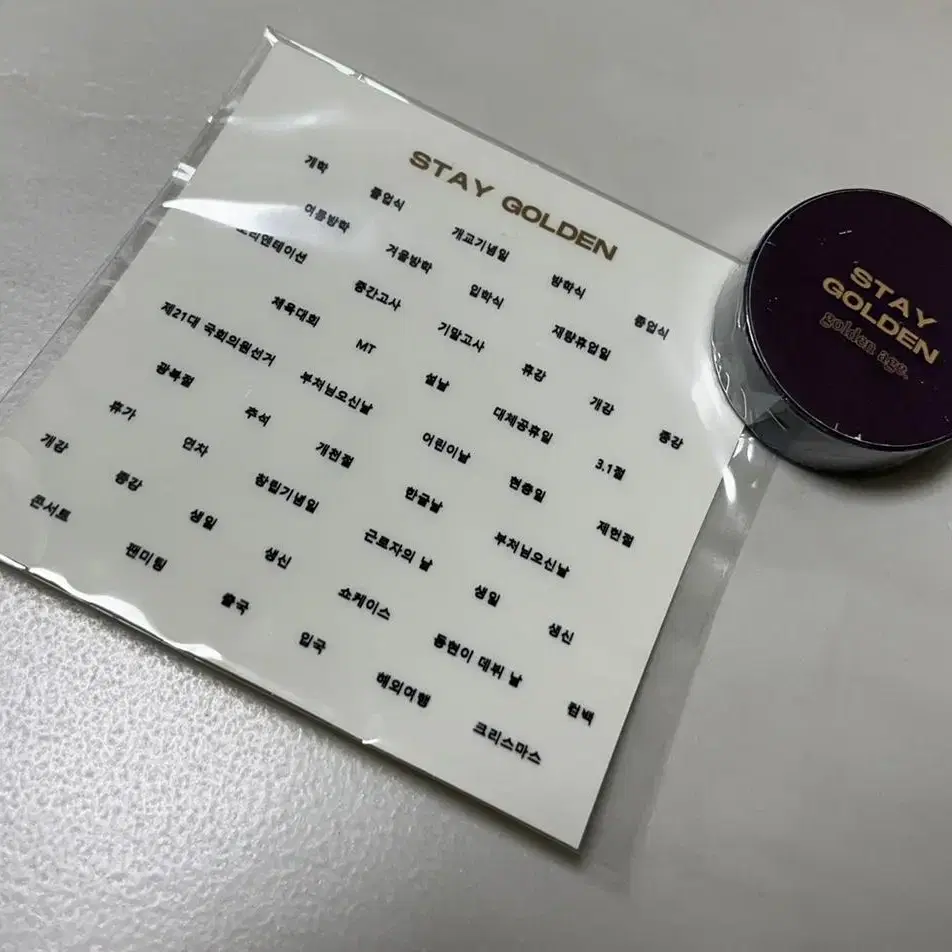 STAY GOLDEN
개학 졸업식 개교기념일 방학식 졸업식
여름방학 겨울방학 입학식 재량휴업일
오리엔테이션 중간고사 기말고사 휴강 개강 종강
체육대회 MT 설날 대체공휴일 3.1절
제21대 국회의원선거 부처님오신날 어린이날 현충일 제헌절
광복절 추석 개천절 한글날 부처님오신날
휴가 연차 창립기념일 근로자의 날 생일 생신
개강 종강 생일 생신 쇼케이스 동현이 데뷔 날 컴백
콘서트 팬미팅 출국 입국 해외여행 크리스마스
STAY
GOLDEN
golden age.